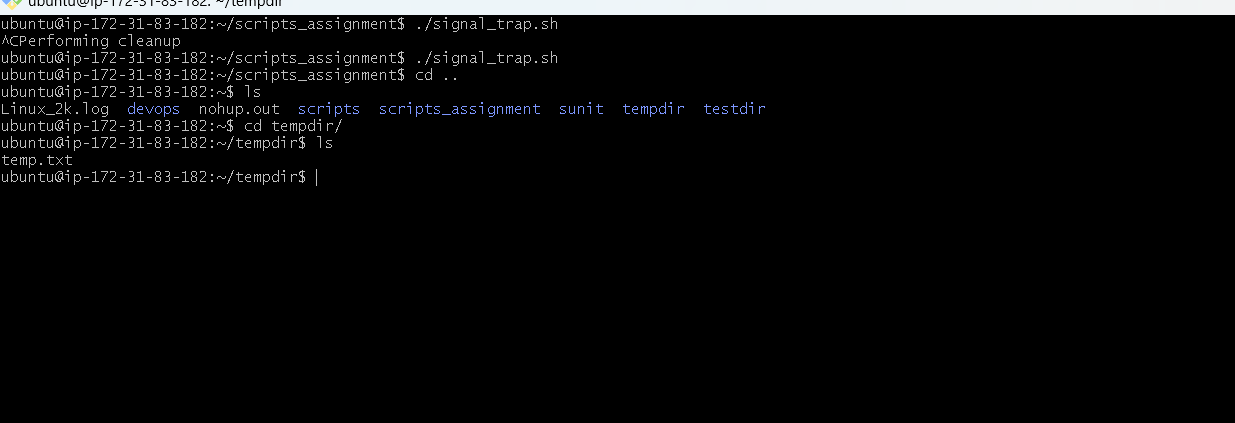 ubuntu@ip-172-31-83-182: ~/tempdir
ubuntu@ip-172-31-83-182:~/scripts_assignment$ ./signal_trap.sh
^CPerforming cleanup
ubuntu@ip-172-31-83-182:~/scripts_assignment$ ./signal_trap.sh
ubuntu@ip-172-31-83-182:~/scripts_assignment$ cd ..
ubuntu@ip-172-31-83-182:~$ ls
Linux_2k.log  devops  nohup.out  scripts  scripts_assignment  sunit  tempdir  testdir
ubuntu@ip-172-31-83-182:~$ cd tempdir/
ubuntu@ip-172-31-83-182:~/tempdir$ ls
temp.txt
ubuntu@ip-172-31-83-182:~/tempdir$